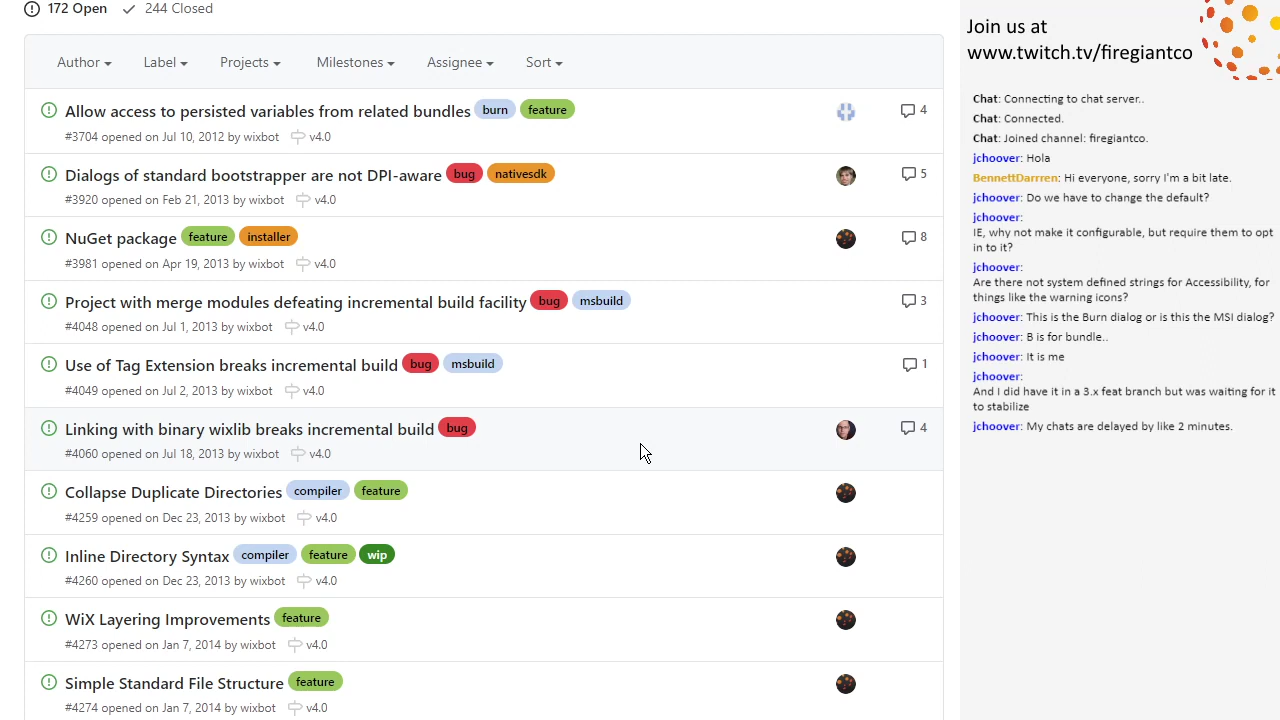 172 Open 244 Closed
Author Label Projects Milestones Assignee Sort
Allow access to persisted variables from related bundles burn feature 4
#3704 opened on Jul 10, 2012 by wixbot v4.0
Dialogs of standard bootstrapper are not DPI-aware bug nativesdk 5
#3920 opened on Feb 21, 2013 by wixbot v4.0
NuGet package feature installer 8
#3981 opened on Apr 19, 2013 by wixbot v4.0
Project with merge modules defeating incremental build facility bug msbuild 3
#4048 opened on Jul 1, 2013 by wixbot v4.0
Use of Tag Extension breaks incremental build bug msbuild 1
#4049 opened on Jul 2, 2013 by wixbot v4.0
Linking with binary wixlib breaks incremental build bug 4
#4060 opened on Jul 18, 2013 by wixbot v4.0
Collapse Duplicate Directories compiler feature
#4259 opened on Dec 23, 2013 by wixbot v4.0
Inline Directory Syntax compiler feature wip
#4260 opened on Dec 23, 2013 by wixbot v4.0
WiX Layering Improvements feature
#4273 opened on Jan 7, 2014 by wixbot v4.0
Simple Standard File Structure feature
#4274 opened on Jan 7, 2014 by wixbot v4.0
Join us at
www.twitch.tv/firegiantco
Chat: Connecting to chat server..
Chat: Connected.
Chat: Joined channel: firegiantco.
jchoover: Hola
BennettDarrren: Hi everyone, sorry I'm a bit late.
jchoover: Do we have to change the default?
jchoover:
IE, why not make it configurable, but require them to opt
in to it?
jchoover:
Are there not system defined strings for Accessibility, for
things like the warning icons?
jchoover: This is the Burn dialog or is this the MSI dialog?
jchoover: B is for bundle..
jchoover: It is me
jchoover:
And I did have it in a 3.x feat branch but was waiting for it
to stabilize
jchoover: My chats are delayed by like 2 minutes.